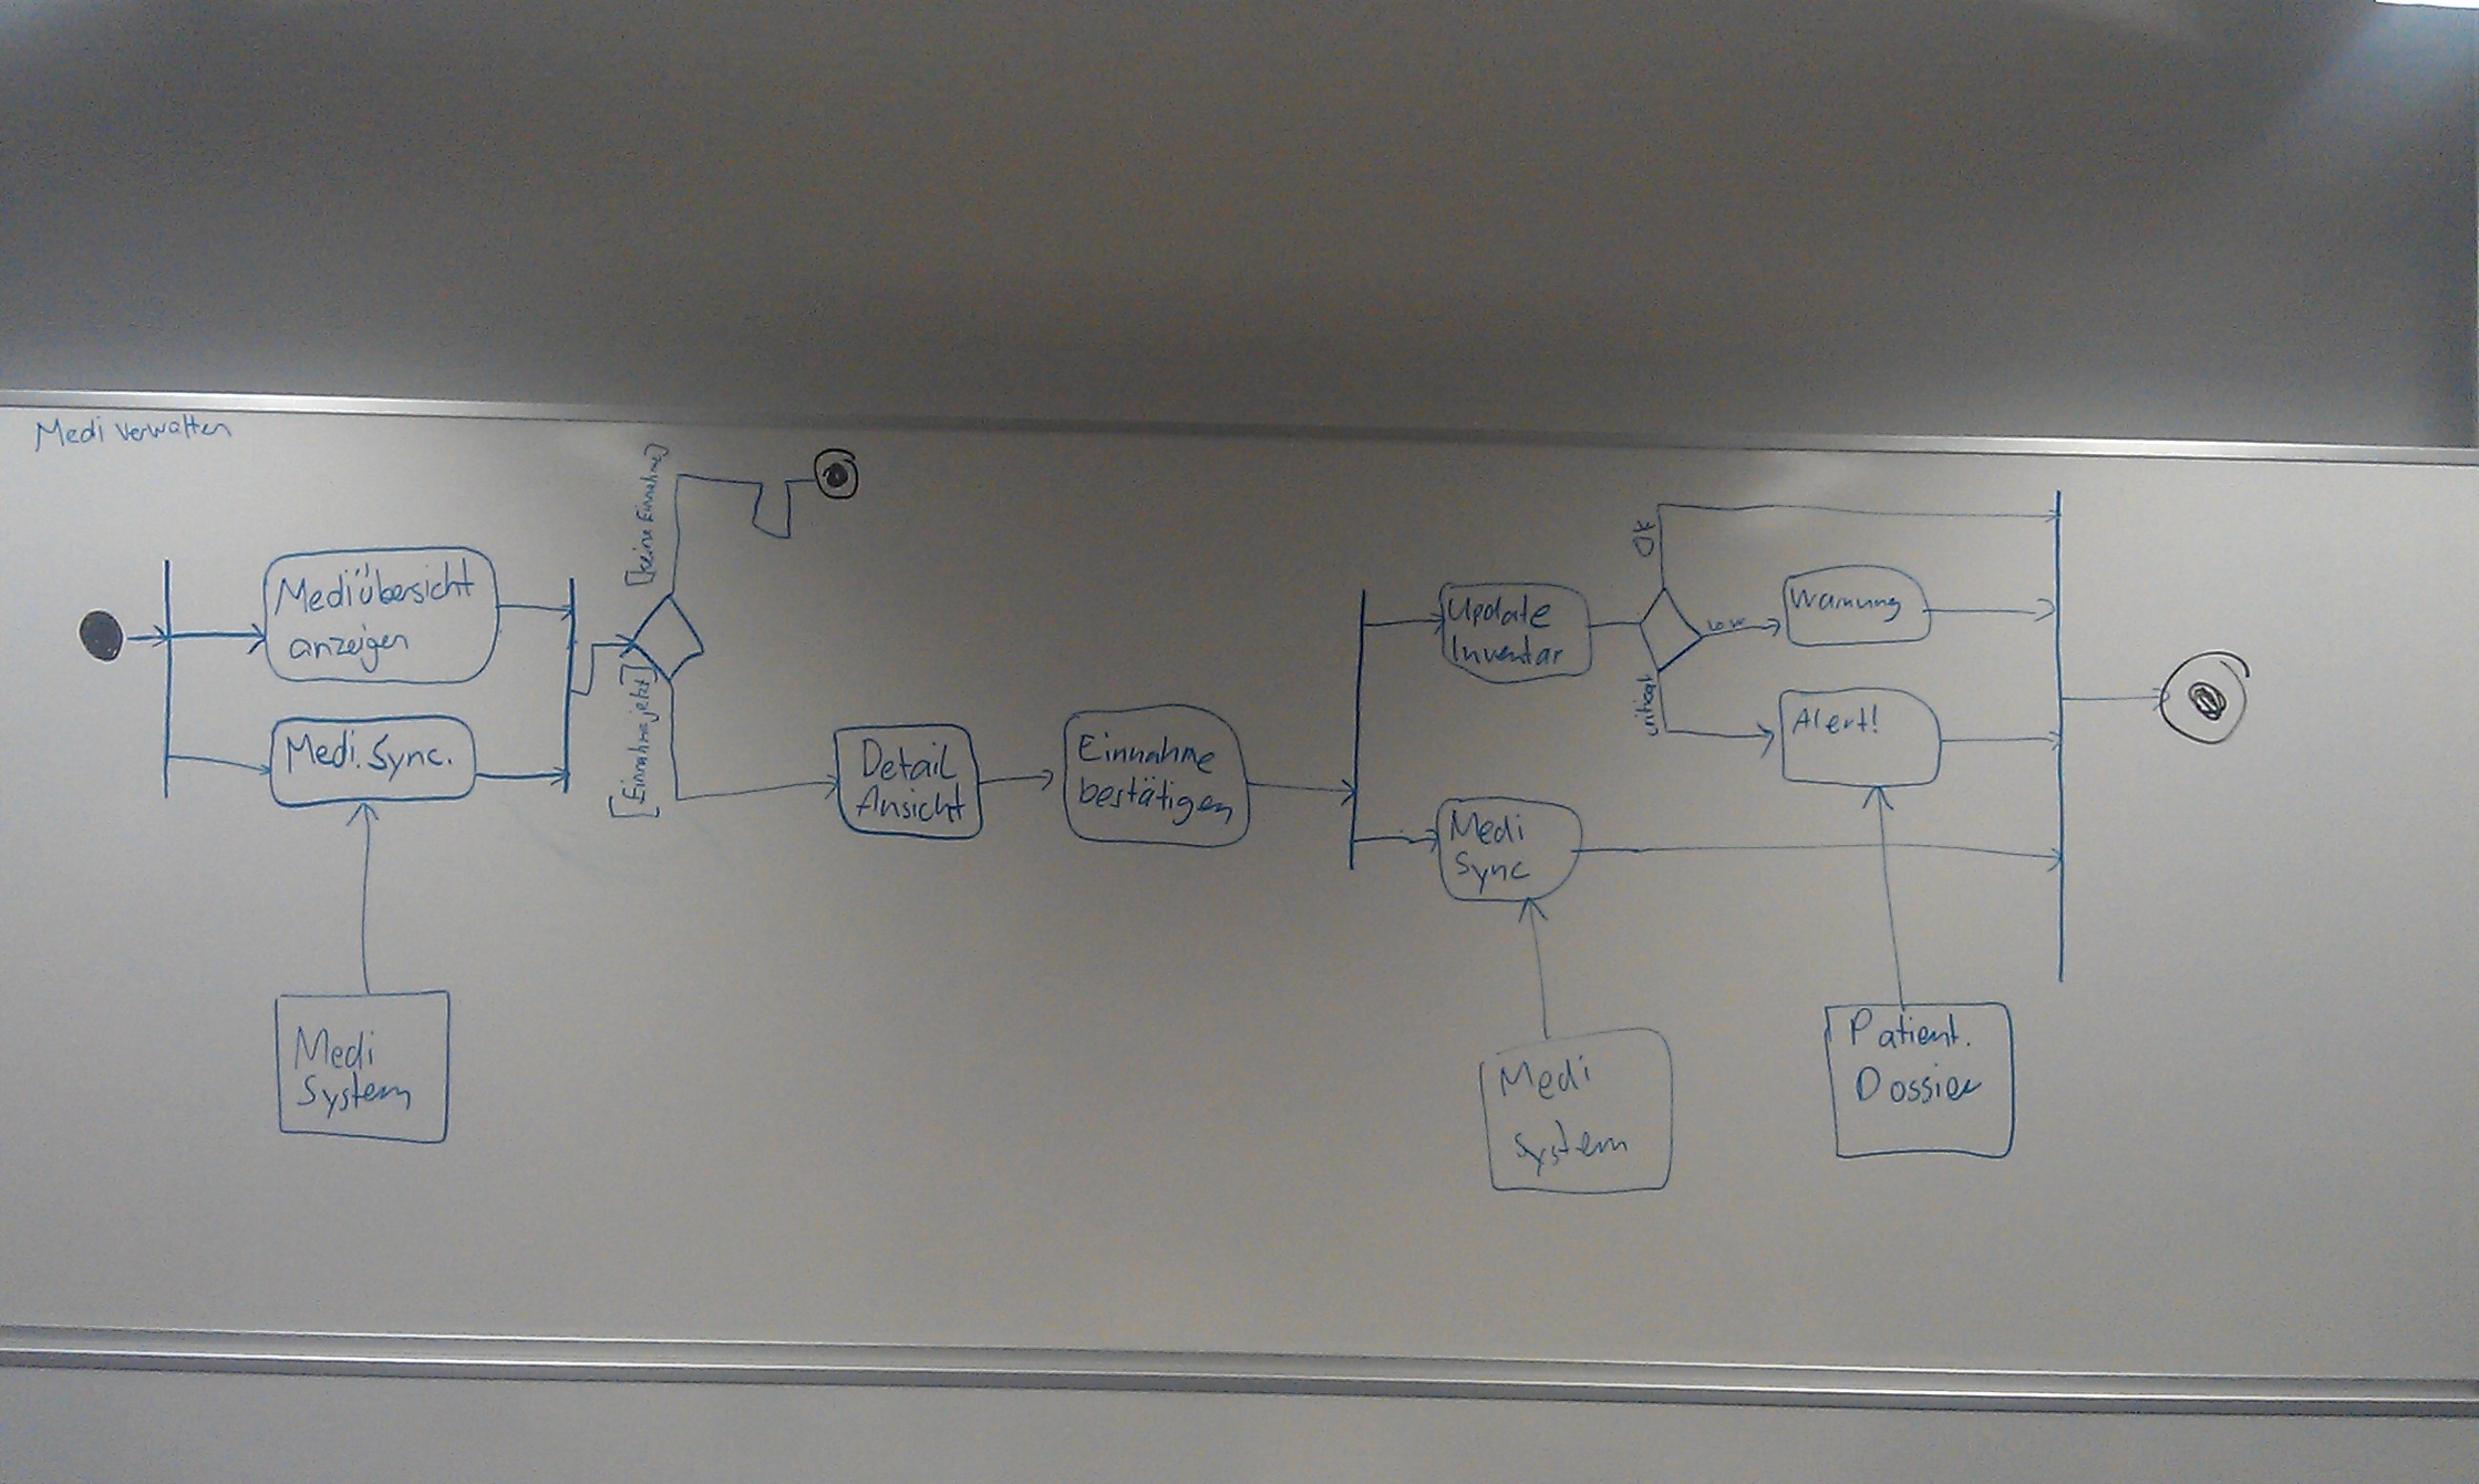 Medi verwalten
Mediübersicht
anzeigen
Medi. Sync.
Medi
System
[keine Einnahme]
[Einnahme jetzt]
Detail
Ansicht
Einnahme
bestätigen
Update
Inventar
OK
low
critical
Warnung
Alert!
Medi
Sync
Medi
System
Patient.
Dossier